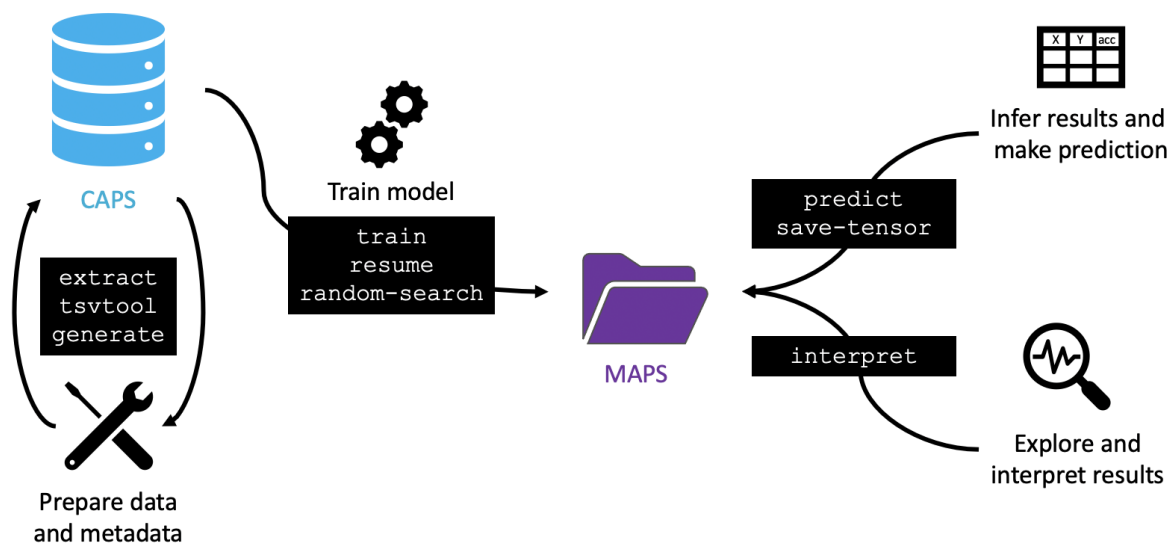 CAPS
extract
tsvtool
generate
Prepare data
and metadata
Train model
train
resume
random-search
MAPS
X Y acc
Infer results and
make prediction
predict
save-tensor
interpret
Explore and
interpret results